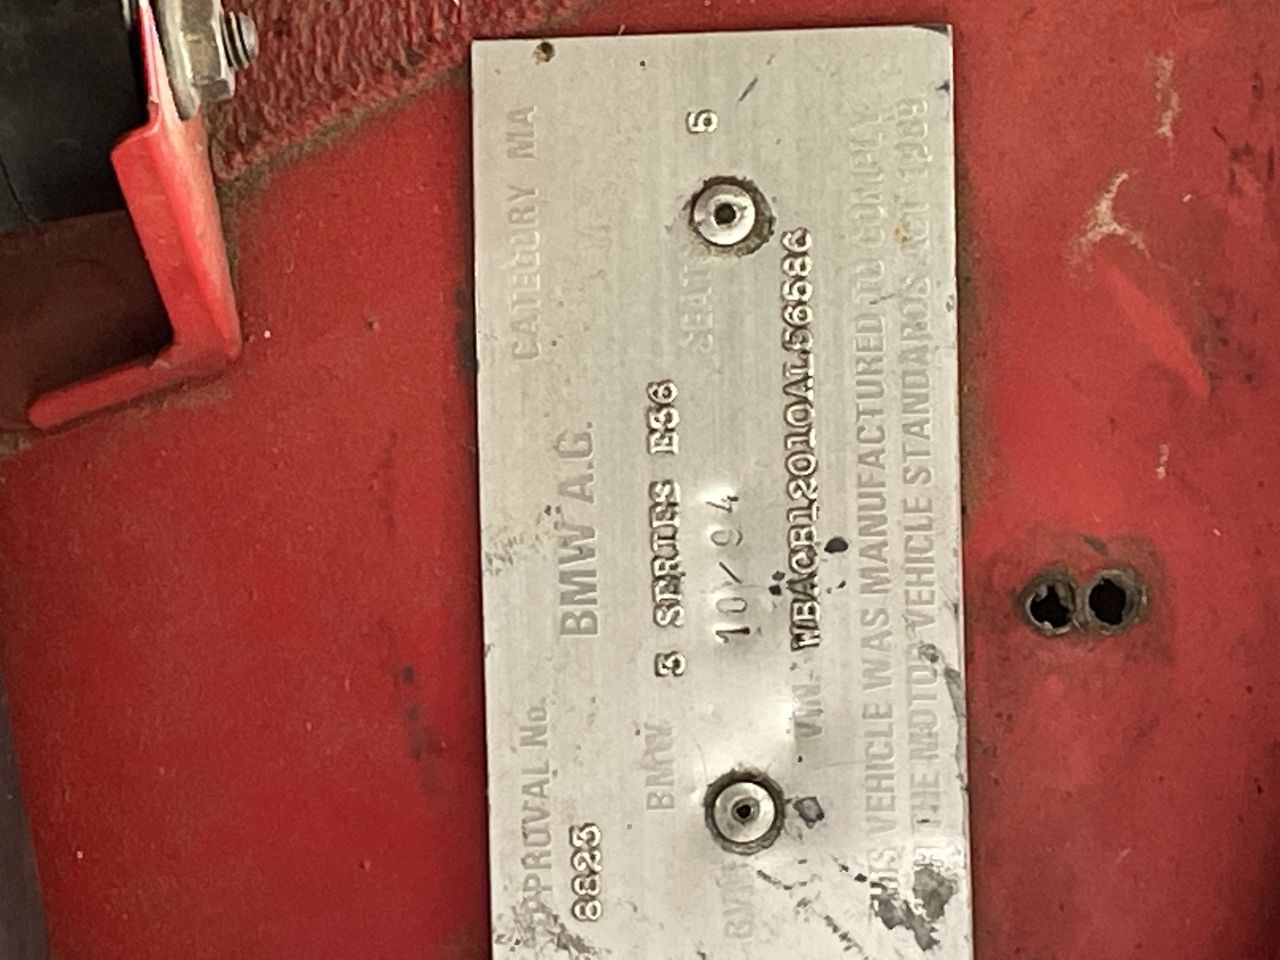 APPROVAL No. CATEGORY MA
8823 BMW A.G.
BMW 3 SERIES E36
10/94 SEATS 5
VIN. WBACB12010AL56586
THIS VEHICLE WAS MANUFACTURED TO COMPLY
THE MOTOR VEHICLE STANDARDS ACT 1989